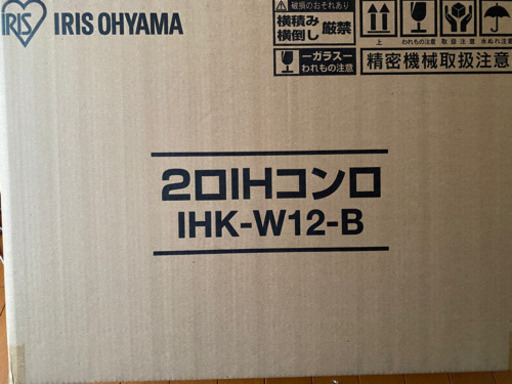 IRIS
IRIS OHYAMA
破損のおそれあり
横積み
横倒し
厳禁
ーガラスー
われもの注意
上
われもの注意
取扱注意
水ぬれ注意
精密機械取扱注意
2口IHコンロ
IHK-W12-B